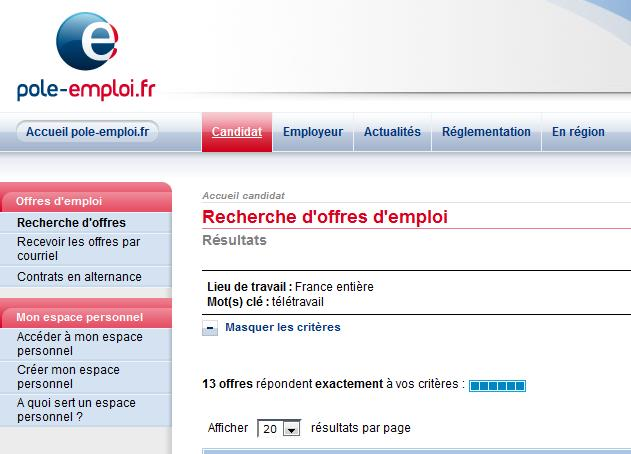 e
pole-emploi.fr
Accueil pole-emploi.fr
Candidat
Employeur
Actualités
Réglementation
En région
Offres d'emploi
Recherche d'offres
Recevoir les offres par
courriel
Contrats en alternance
Mon espace personnel
Accéder à mon espace
personnel
Créer mon espace
personnel
A quoi sert un espace
personnel ?
Accueil candidat
Recherche d'offres d'emploi
Résultats
Lieu de travail : France entière
Mot(s) clé : télétravail
Masquer les critères
13 offres répondent exactement à vos critères :
Afficher 20 résultats par page